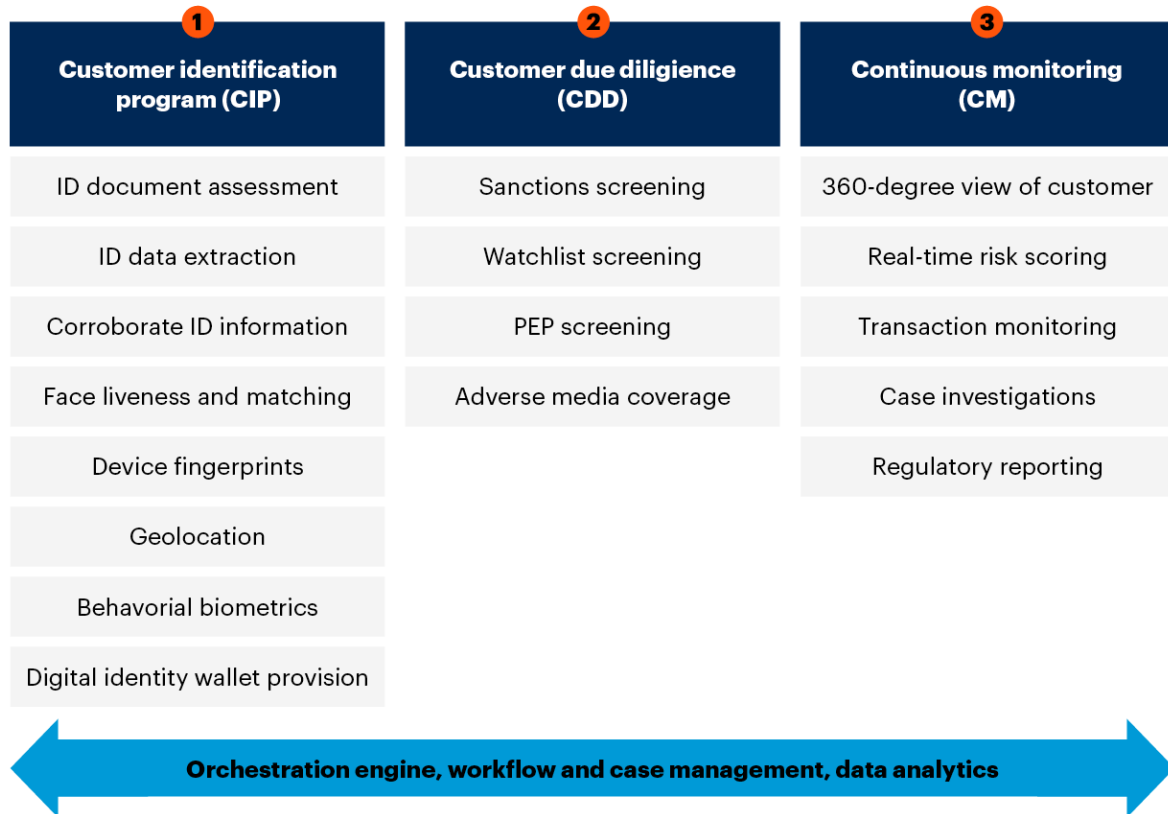 1
Customer identification
program (CIP)
ID document assessment
ID data extraction
Corroborate ID information
Face liveness and matching
Device fingerprints
Geolocation
Behavorial biometrics
Digital identity wallet provision
2
Customer due diligience
(CDD)
Sanctions screening
Watchlist screening
PEP screening
Adverse media coverage
3
Continuous monitoring
(CM)
360-degree view of customer
Real-time risk scoring
Transaction monitoring
Case investigations
Regulatory reporting
Orchestration engine, workflow and case management, data analytics